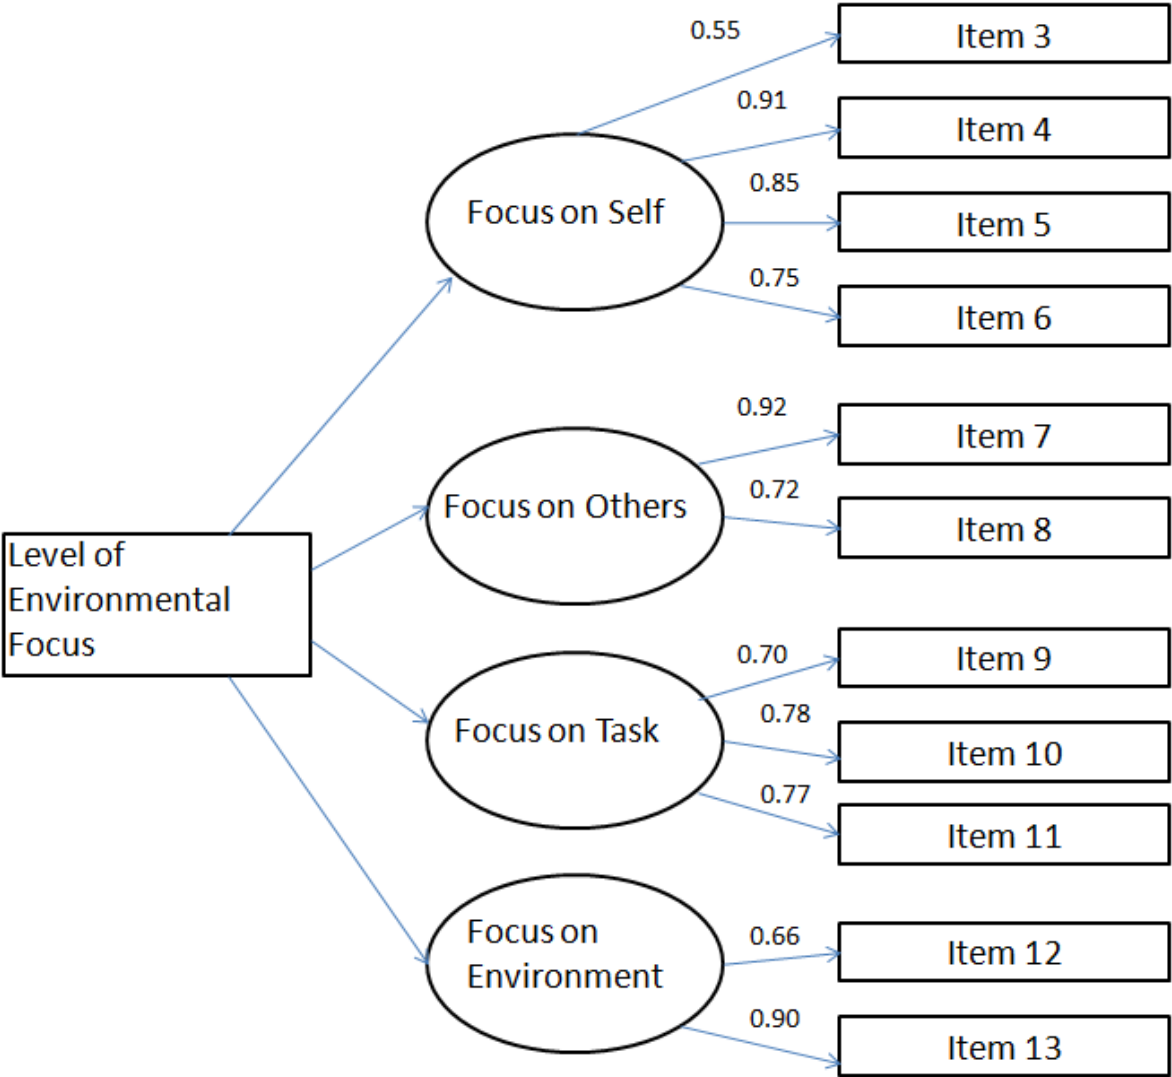 0.55
Item 3
0.91
Item 4
Focus on Self
0.85
Item 5
0.75
Item 6
0.92
Item 7
Focus on Others
0.72
Item 8
Level of
Environmental
Focus
0.70
Item 9
Focus on Task
0.78
Item 10
0.77
Item 11
Focus on
Environment
0.66
Item 12
0.90
Item 13